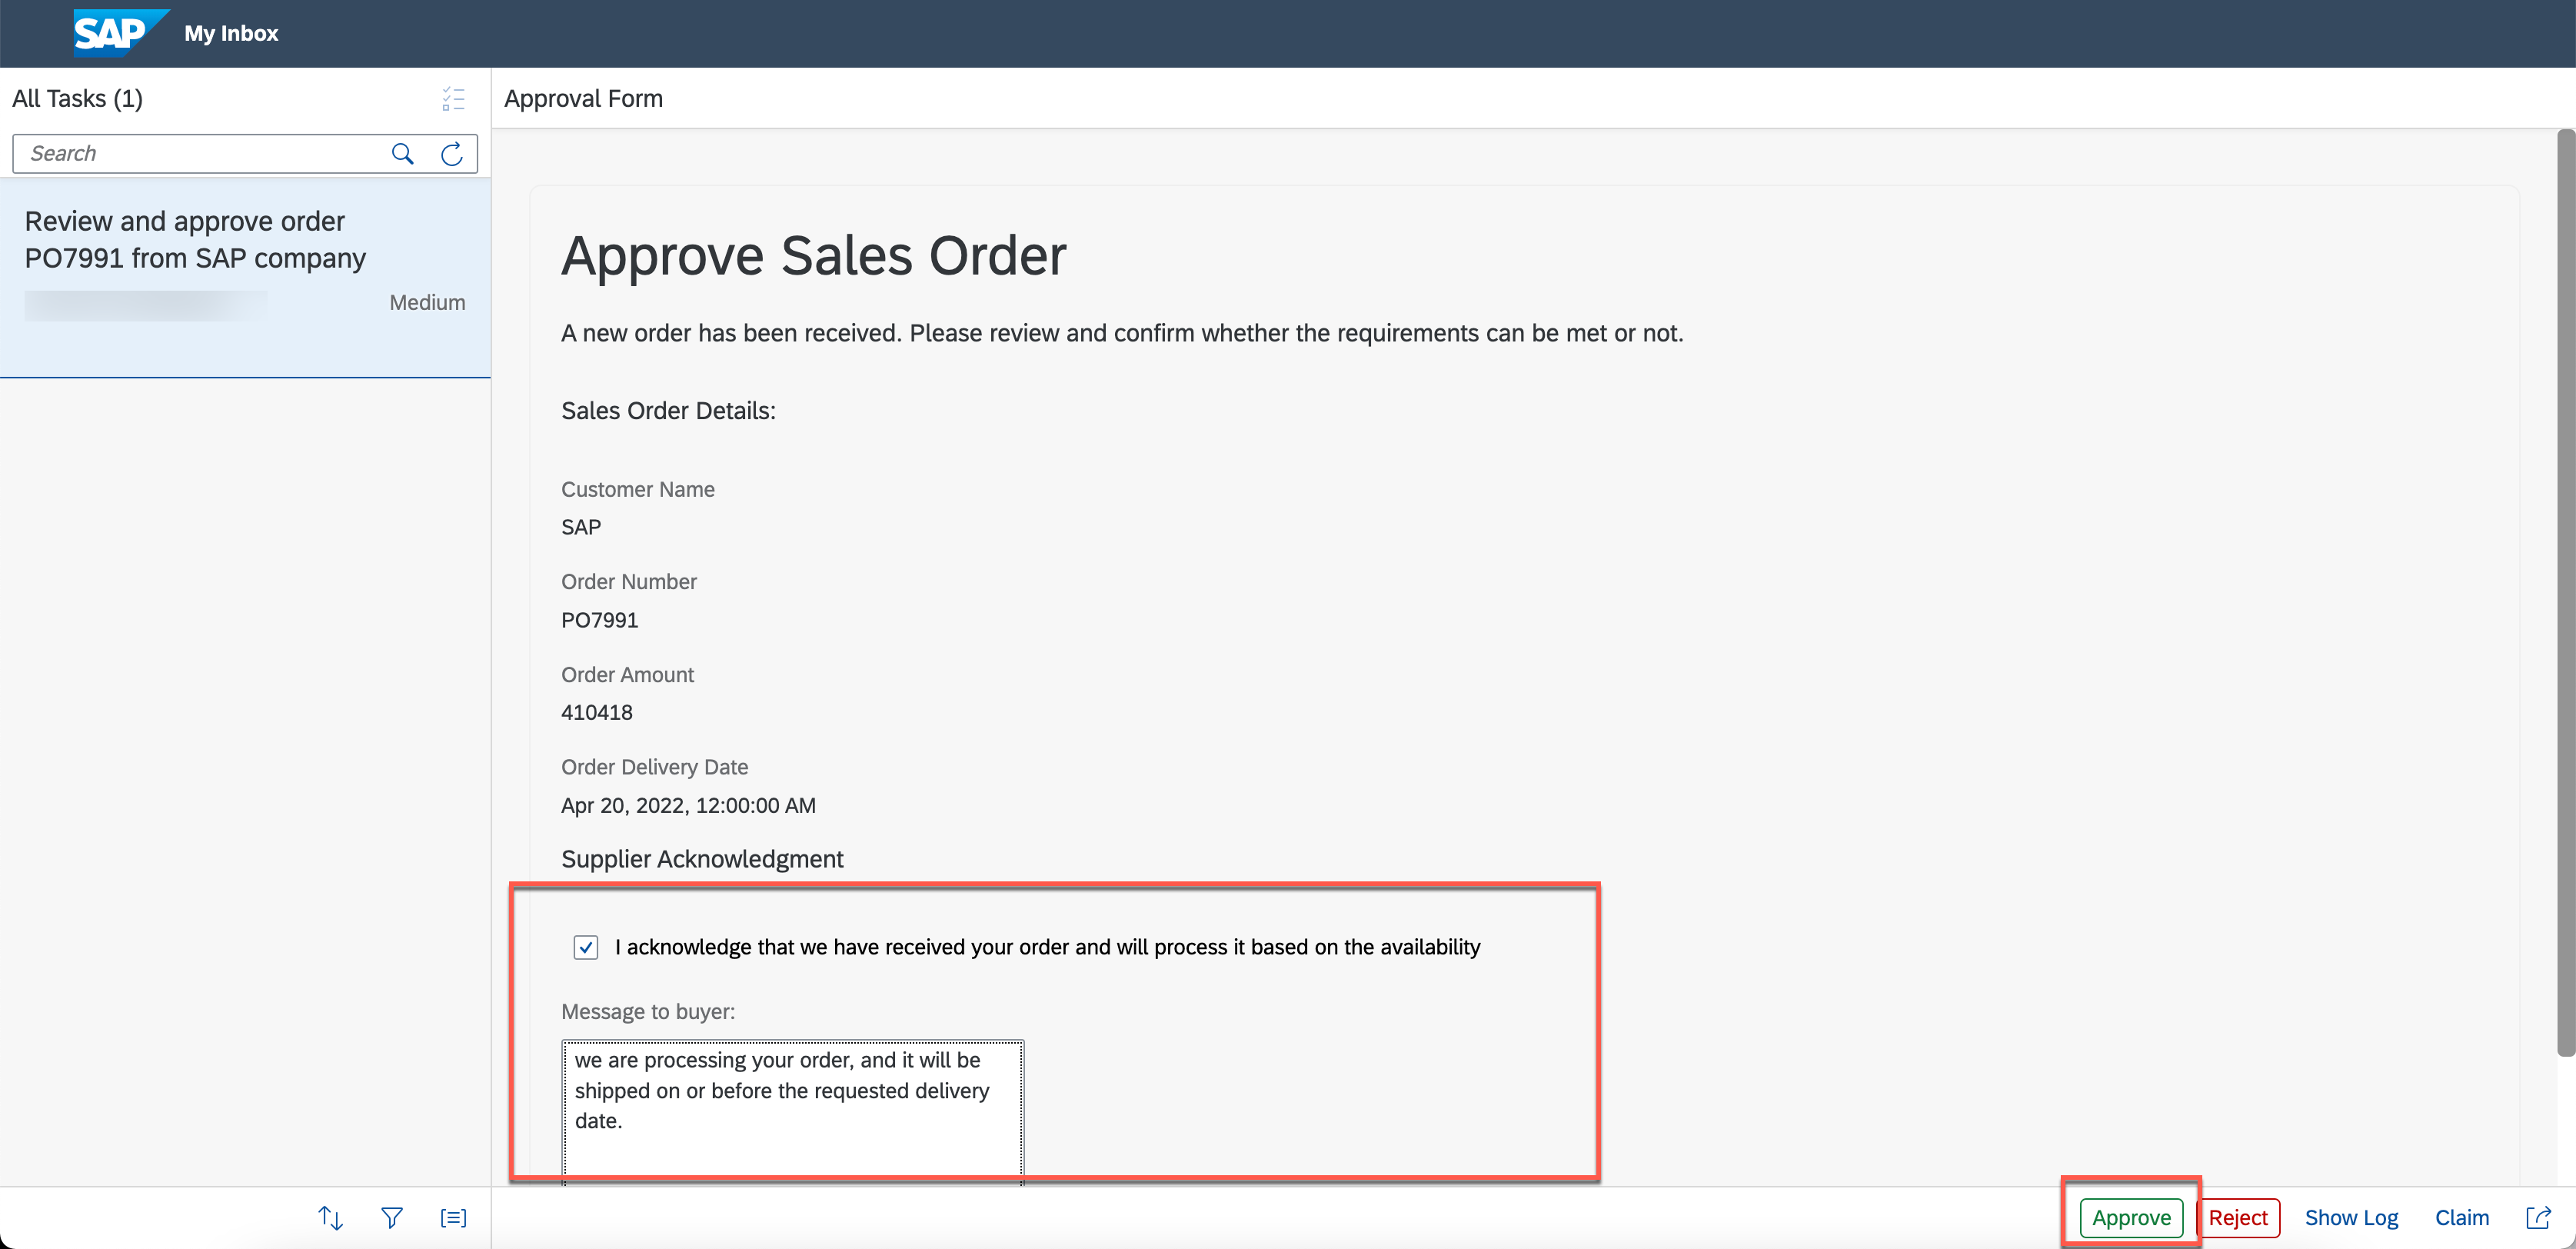 SAP My Inbox
All Tasks (1)
Search
Review and approve order
PO7991 from SAP company
Medium
Approval Form
Approve Sales Order
A new order has been received. Please review and confirm whether the requirements can be met or not.
Sales Order Details:
Customer Name
SAP
Order Number
PO7991
Order Amount
410418
Order Delivery Date
Apr 20, 2022, 12:00:00 AM
Supplier Acknowledgment
I acknowledge that we have received your order and will process it based on the availability
Message to buyer:
we are processing your order, and it will be
shipped on or before the requested delivery
date.
Approve Reject Show Log Claim